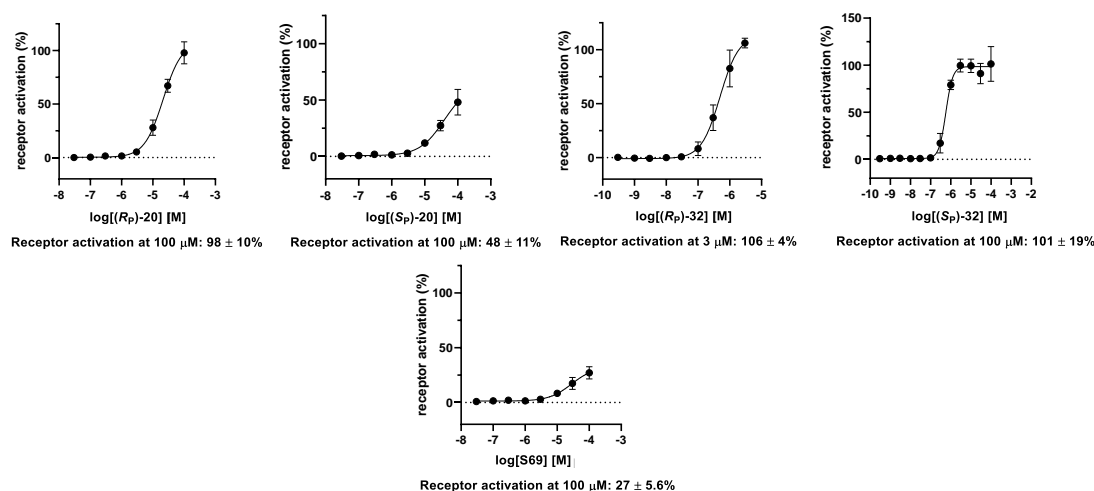 receptor activation (%)
100
50
0
-8 -7 -6 -5 -4 -3
log[(RP)-20] [M]
Receptor activation at 100 μM: 98 ± 10%
receptor activation (%)
100
50
0
-8 -7 -6 -5 -4 -3
log[(SP)-20] [M]
Receptor activation at 100 μM: 48 ± 11%
receptor activation (%)
100
50
0
-10 -9 -8 -7 -6 -5
log[(RP)-32] [M]
Receptor activation at 3 μM: 106 ± 4%
receptor activation (%)
150
100
50
0
-10 -9 -8 -7 -6 -5 -4 -3 -2
log[(SP)-32] [M]
Receptor activation at 100 μM: 101 ± 19%
receptor activation (%)
100
50
0
-8 -7 -6 -5 -4 -3
log[S69] [M]
Receptor activation at 100 μM: 27 ± 5.6%